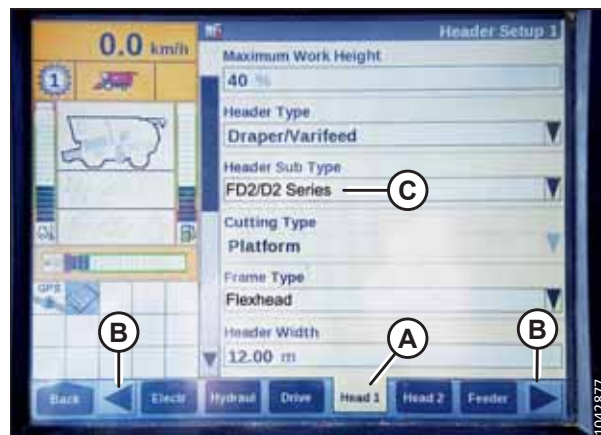 0.0 km/h
Header Setup 1
1
Maximum Work Height
40 %
Header Type
Draper/Varifeed
Header Sub Type
FD2/D2 Series
C
Cutting Type
Platform
Frame Type
Flexhead
GPS
Header Width
12.00 m
B
A
B
Back
Electr
Hydraul
Drive
Head 1
Head 2
Feeder
1042877